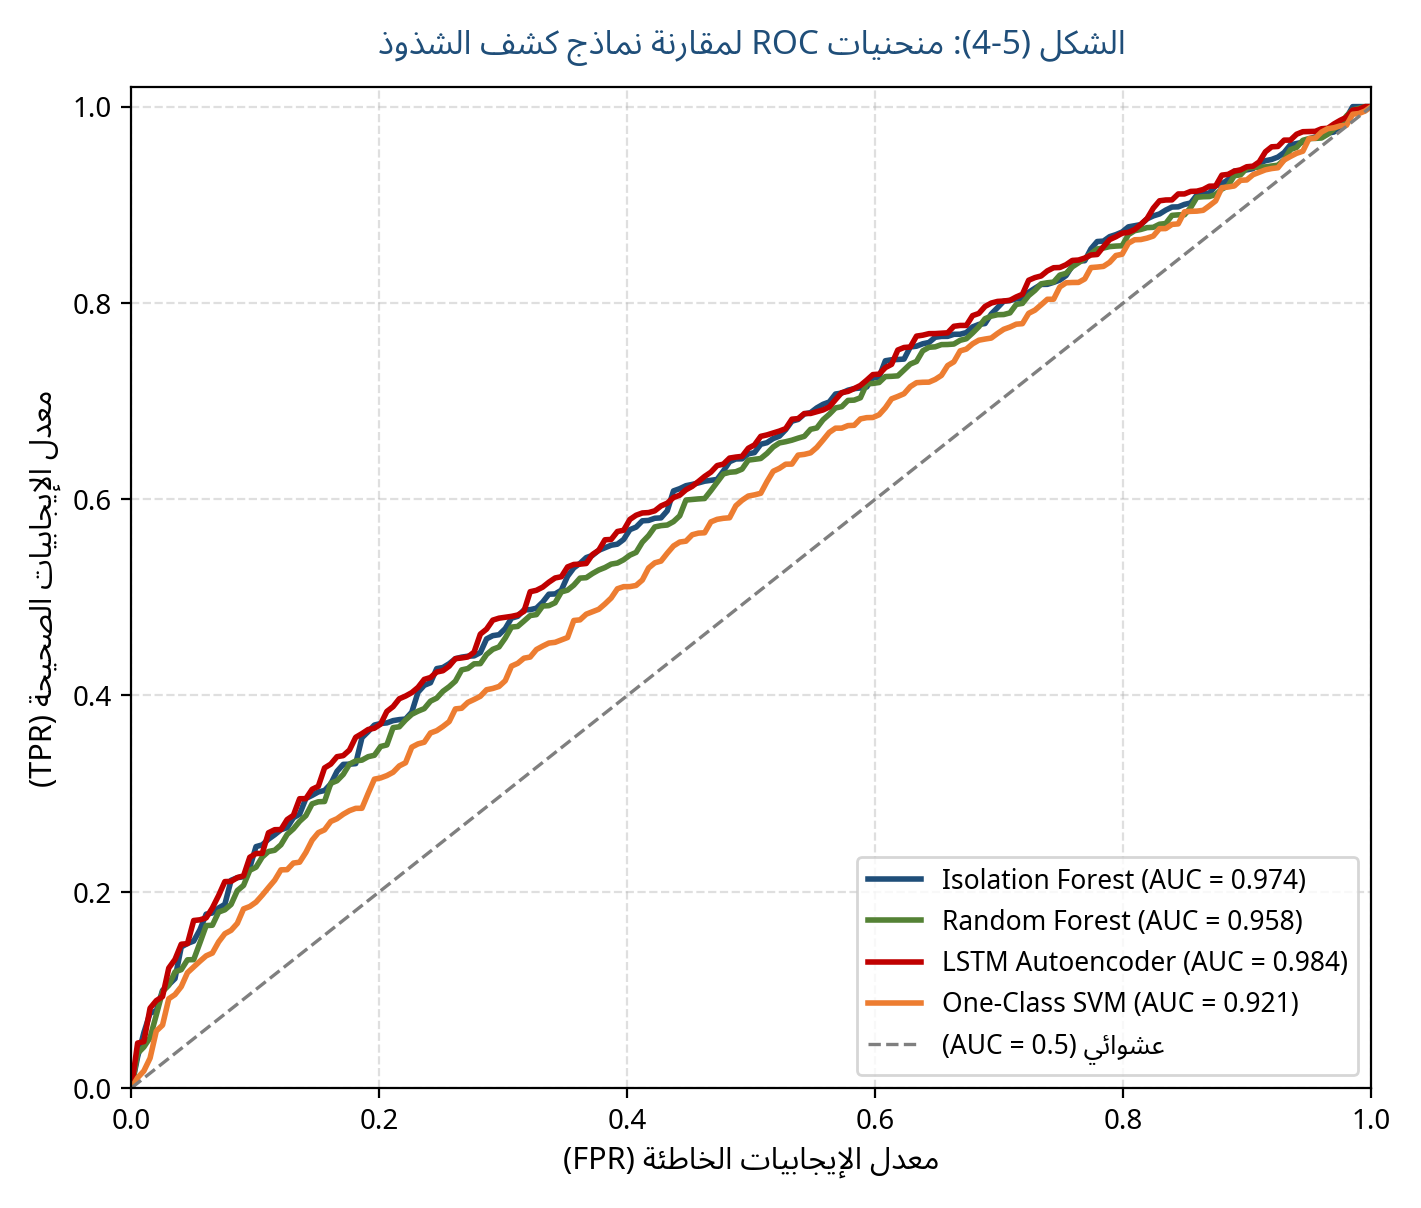 الشكل (5-4): منحنيات ROC لمقارنة نماذج كشف الشذوذ
معدل الإيجابيات الصحيحة (TPR)
1.0
0.8
0.6
0.4
0.2
0.0
0.0 0.2 0.4 0.6 0.8 1.0
معدل الإيجابيات الخاطئة (FPR)
Isolation Forest (AUC = 0.974)
Random Forest (AUC = 0.958)
LSTM Autoencoder (AUC = 0.984)
One-Class SVM (AUC = 0.921)
عشوائي (AUC = 0.5)